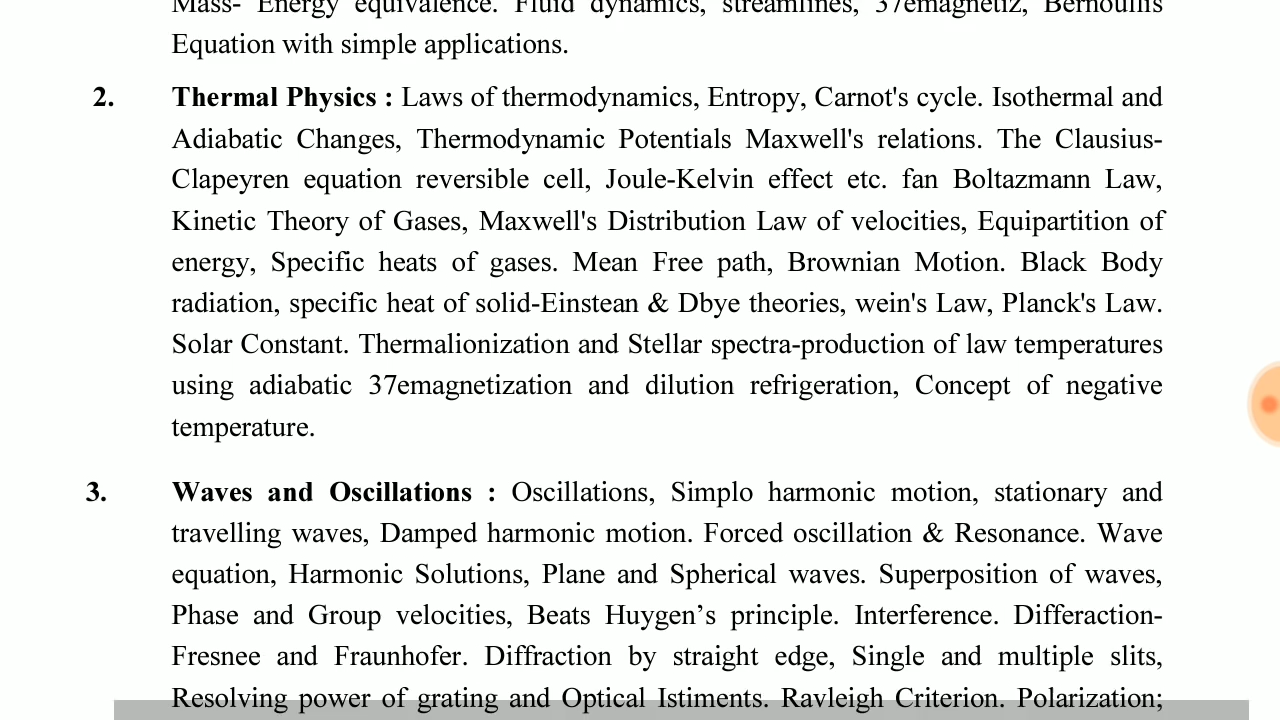 Mass- Energy equivalence. Fluid dynamics, streamlines, 37emagnetiz, Bernoullis
Equation with simple applications.
2. Thermal Physics : Laws of thermodynamics, Entropy, Carnot's cycle. Isothermal and
Adiabatic Changes, Thermodynamic Potentials Maxwell's relations. The Clausius-
Clapeyren equation reversible cell, Joule-Kelvin effect etc. fan Boltazmann Law,
Kinetic Theory of Gases, Maxwell's Distribution Law of velocities, Equipartition of
energy, Specific heats of gases. Mean Free path, Brownian Motion. Black Body
radiation, specific heat of solid-Einstean & Dbye theories, wein's Law, Planck's Law.
Solar Constant. Thermalionization and Stellar spectra-production of law temperatures
using adiabatic 37emagnetization and dilution refrigeration, Concept of negative
temperature.
3. Waves and Oscillations : Oscillations, Simplo harmonic motion, stationary and
travelling waves, Damped harmonic motion. Forced oscillation & Resonance. Wave
equation, Harmonic Solutions, Plane and Spherical waves. Superposition of waves,
Phase and Group velocities, Beats Huygen’s principle. Interference. Differaction-
Fresnee and Fraunhofer. Diffraction by straight edge, Single and multiple slits,
Resolving power of grating and Optical Istiments. Ravleigh Criterion. Polarization;